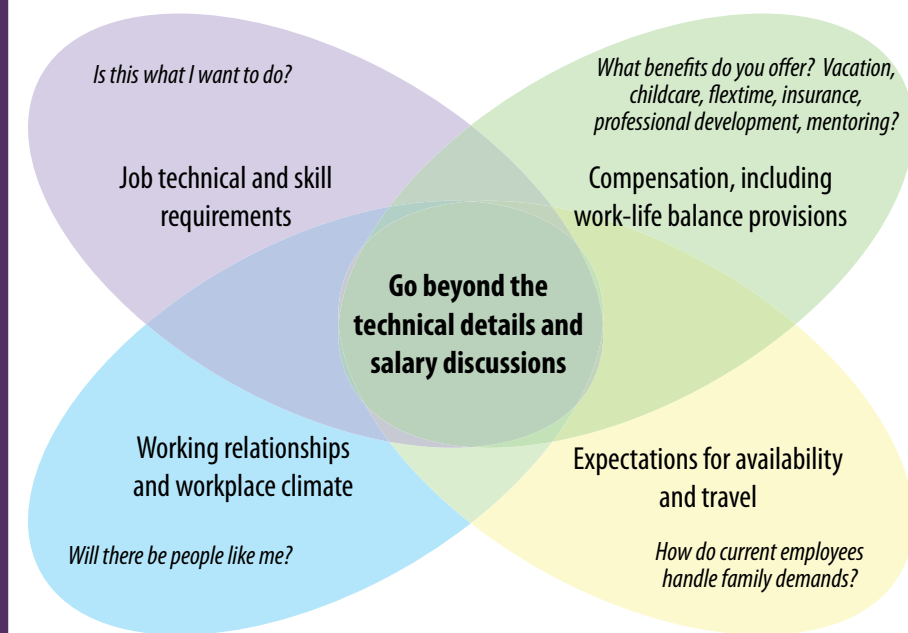 Is this what I want to do?
Job technical and skill
requirements
What benefits do you offer? Vacation,
childcare, flextime, insurance,
professional development, mentoring?
Compensation, including
work-life balance provisions
Go beyond the
technical details and
salary discussions
Working relationships
and workplace climate
Will there be people like me?
Expectations for availability
and travel
How do current employees
handle family demands?